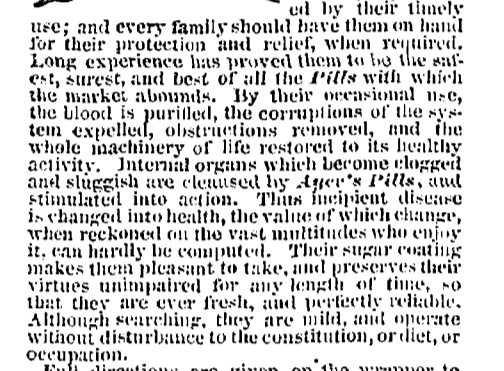 ed by their timely
use; and every family should have them on hand
for their protection and relief, when required.
Long experience has proved them to be the saf-
est, surest, and best of all the Pills with which
the market abounds. By their occasional use,
the blood is purified, the corruptions of the sys-
tem expelled, obstructions removed, and the
whole machinery of life restored to its healthy
activity. Internal organs which become clogged
and sluggish are cleansed by Ayer's Pills, and
stimulated into action. Thus incipient disease
is changed into health, the value of which change,
when reckoned on the vast multitudes who enjoy
it, can hardly be computed. Their sugar coating
makes them pleasant to take, and preserves their
virtues unimpaired for any length of time, so
that they are ever fresh, and perfectly reliable.
Although searching, they are mild, and operate
without disturbance to the constitution, or diet, or
occupation.
Full directions are given on the wrapper to